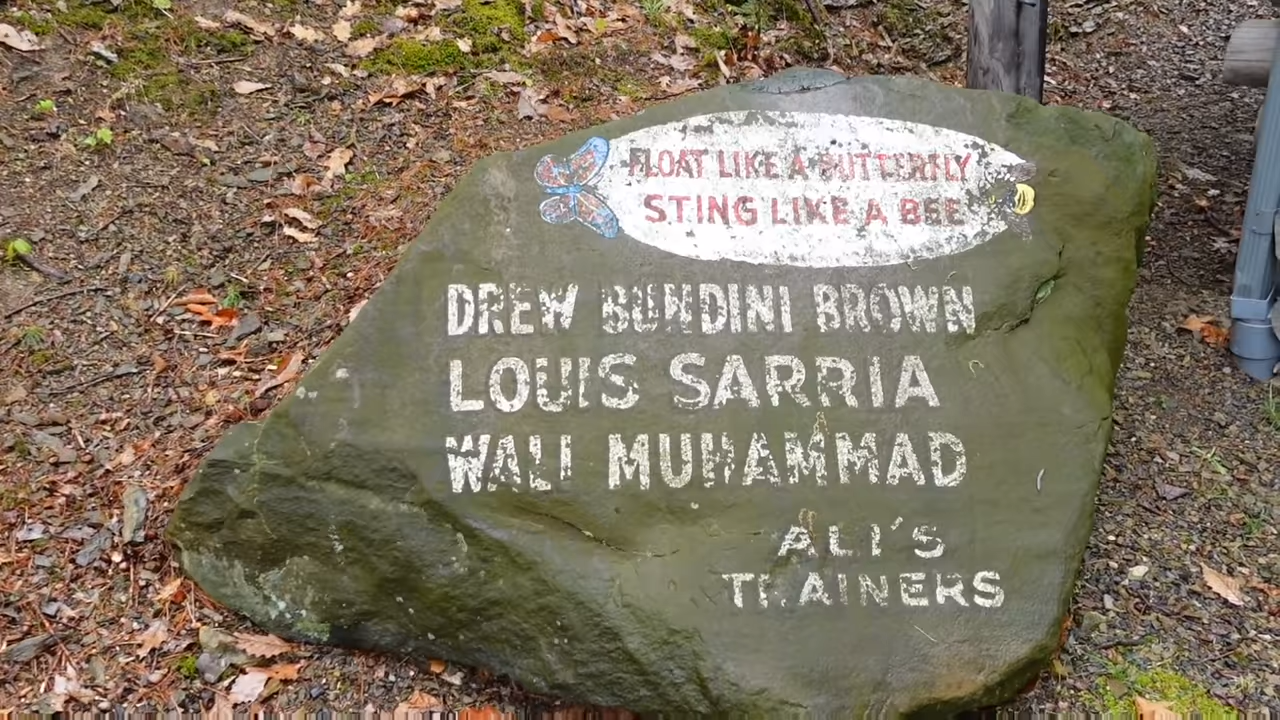 FLOAT LIKE A BUTTERFLY
STING LIKE A BEE
DREW BUNDINI BROWN
LOUIS SARRIA
WALI MUHAMMAD
ALI'S
TRAINERS